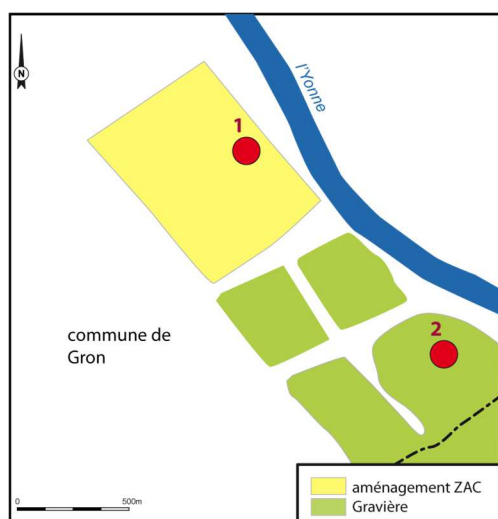 N
1
l'Yonne
2
commune de
Gron
0
500m
aménagement ZAC
Gravière